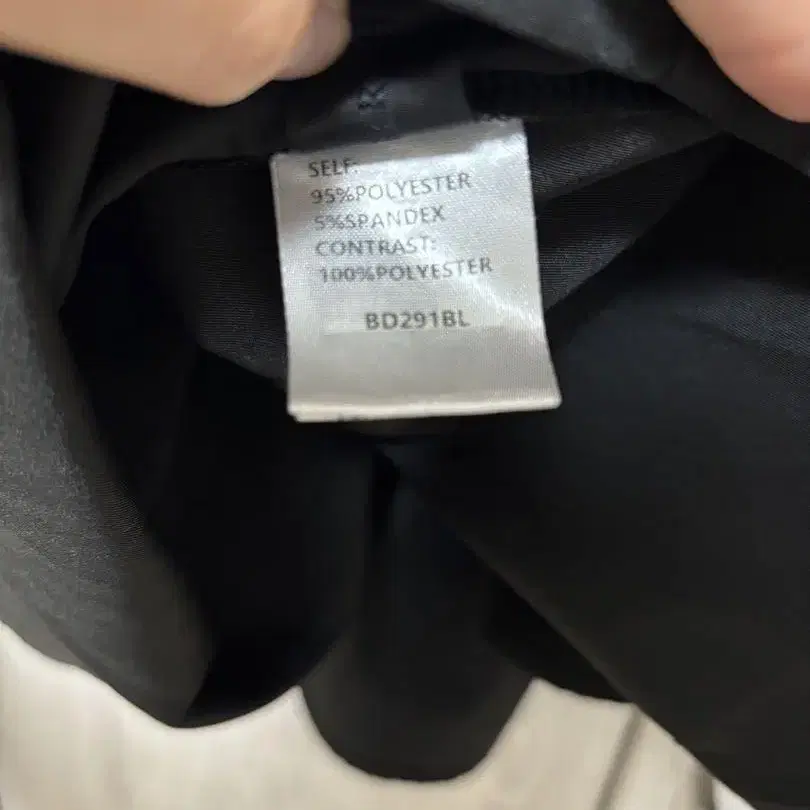 SELF:
95%POLYESTER
5%SPANDEX
CONTRAST:
100%POLYESTER
BD291BL